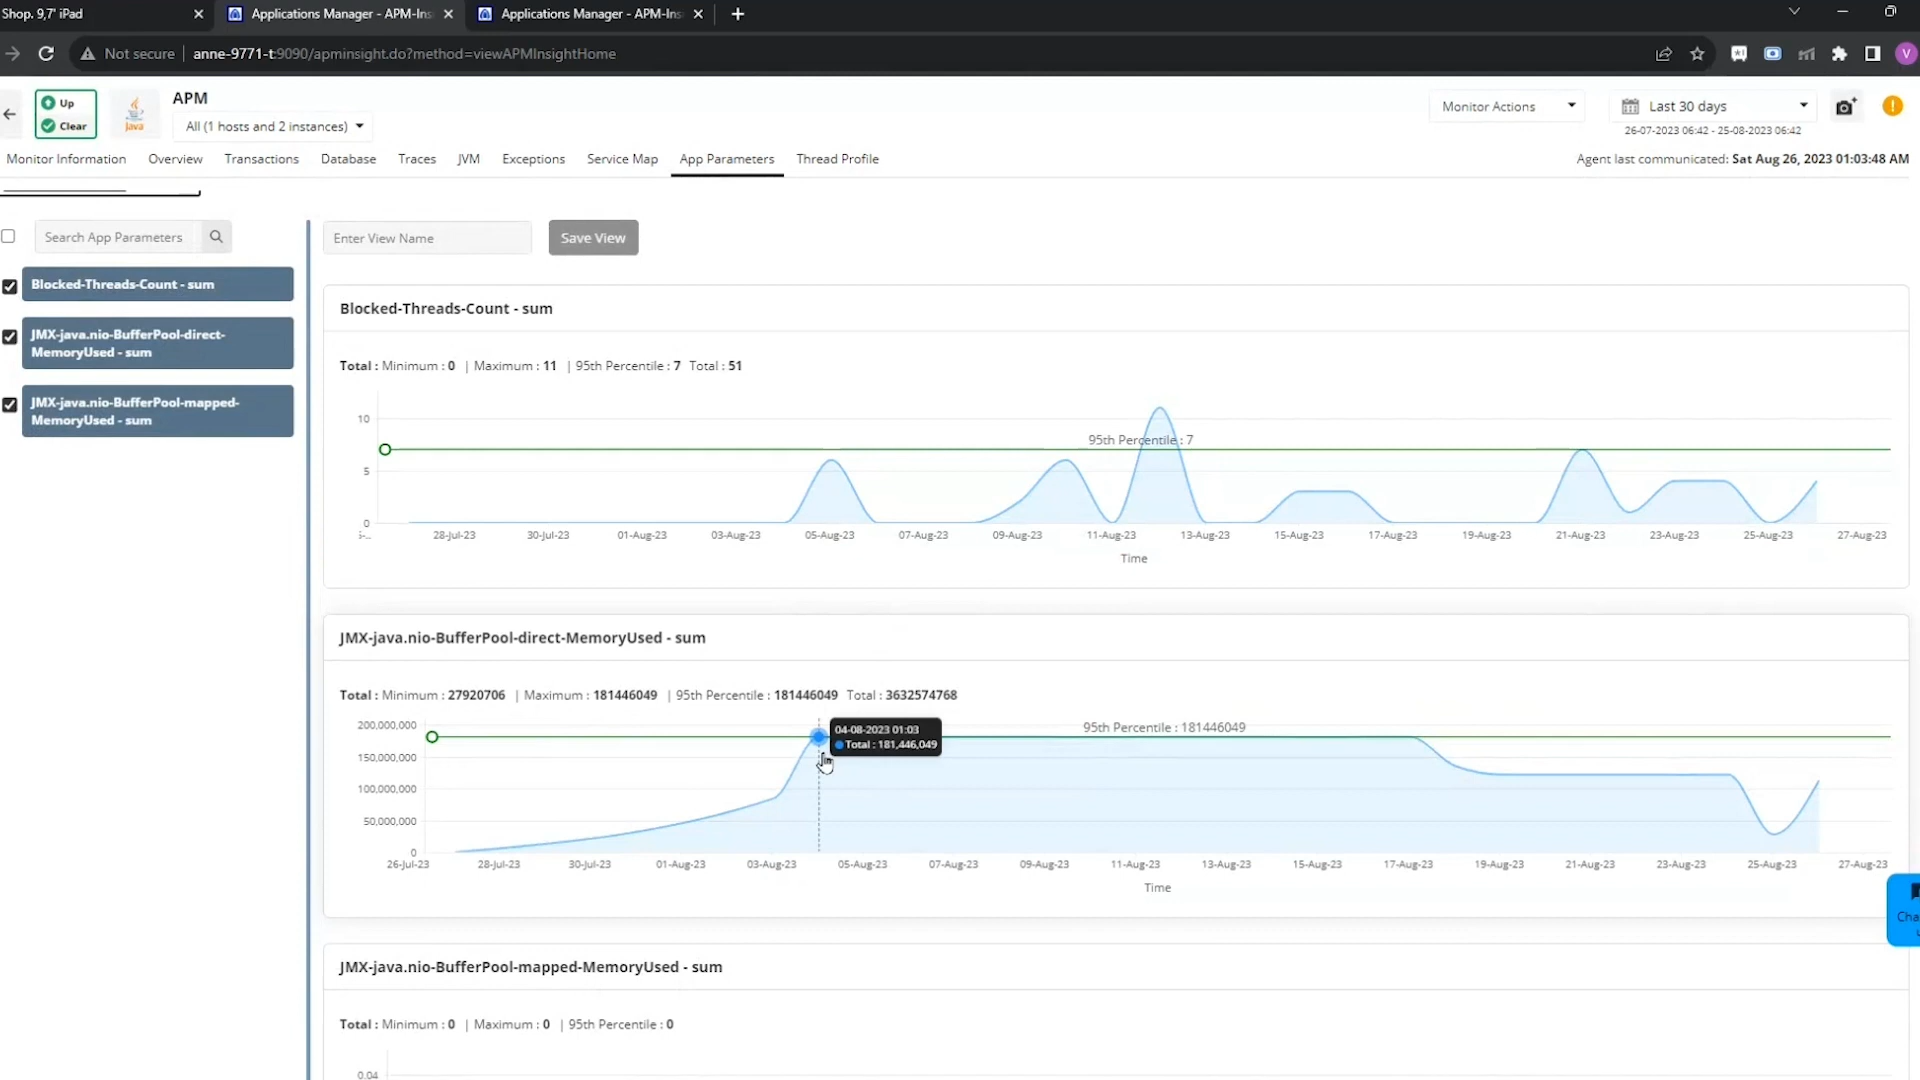 Shop. 9,7' iPad
Applications Manager - APM-Ins
Applications Manager - APM-Ins
Not secure anne-9771-t:9090/apminsight.do?method=viewAPMInsightHome
V
Up
Clear
Java
APM
All (1 hosts and 2 instances)
Monitor Actions
Last 30 days
26-07-2023 06:42 - 25-08-2023 06:42
Monitor Information Overview Transactions Database Traces JVM Exceptions Service Map App Parameters Thread Profile
Agent last communicated: Sat Aug 26, 2023 01:03:48 AM
Search App Parameters
Enter View Name
Save View
Blocked-Threads-Count - sum
JMX-java.nio-BufferPool-direct-
MemoryUsed - sum
JMX-java.nio-BufferPool-mapped-
MemoryUsed - sum
Blocked-Threads-Count - sum
Total : Minimum : 0 | Maximum : 11 | 95th Percentile : 7 Total : 51
10
95th Percentile : 7
5
0
28-Jul-23 30-Jul-23 01-Aug-23 03-Aug-23 05-Aug-23 07-Aug-23 09-Aug-23 11-Aug-23 13-Aug-23 15-Aug-23 17-Aug-23 19-Aug-23 21-Aug-23 23-Aug-23 25-Aug-23 27-Aug-23
Time
JMX-java.nio-BufferPool-direct-MemoryUsed - sum
Total : Minimum : 27920706 | Maximum : 181446049 | 95th Percentile : 181446049 Total : 3632574768
200,000,000
95th Percentile : 181446049
04-08-2023 01:03
Total : 181,446,049
150,000,000
100,000,000
50,000,000
0
26-Jul-23 28-Jul-23 30-Jul-23 01-Aug-23 03-Aug-23 05-Aug-23 07-Aug-23 09-Aug-23 11-Aug-23 13-Aug-23 15-Aug-23 17-Aug-23 19-Aug-23 21-Aug-23 23-Aug-23 25-Aug-23 27-Aug-23
Time
Cha
JMX-java.nio-BufferPool-mapped-MemoryUsed - sum
Total : Minimum : 0 | Maximum : 0 | 95th Percentile : 0
0.04